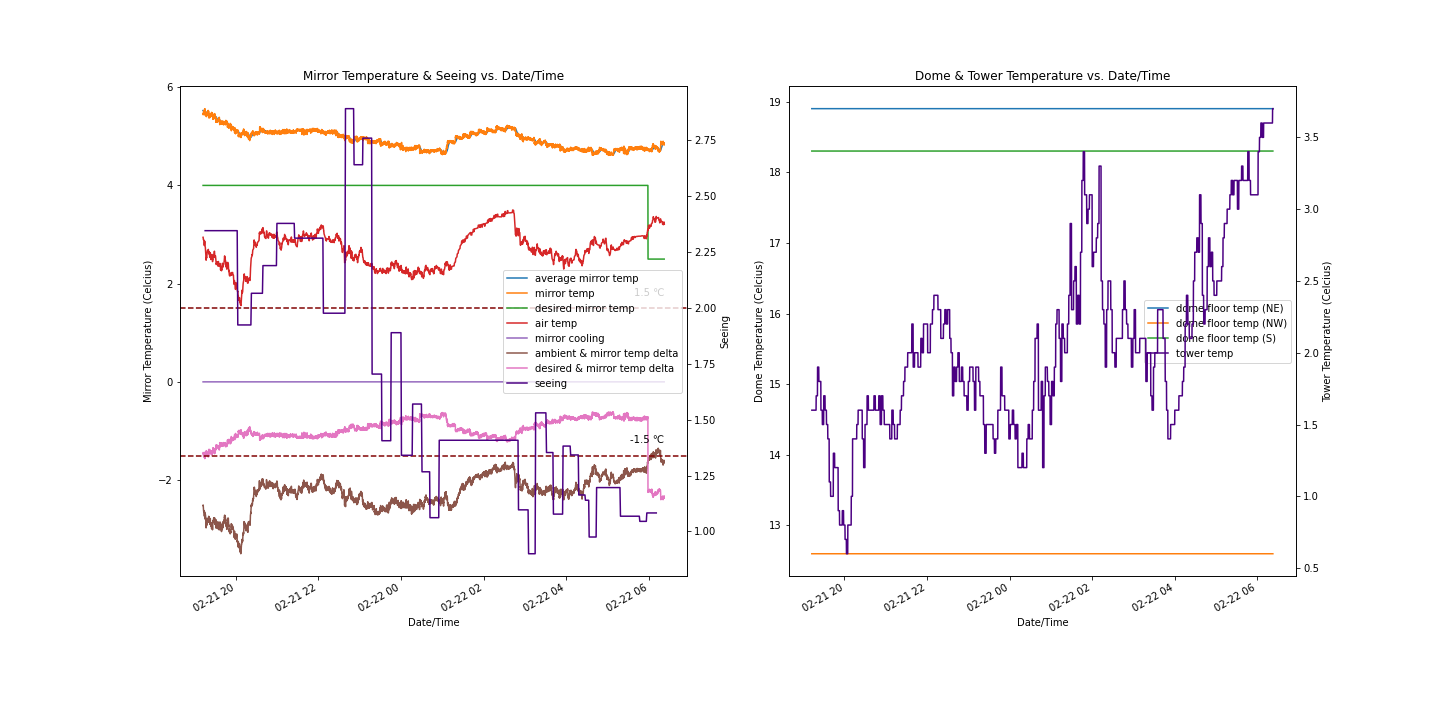 Mirror Temperature & Seeing vs. Date/Time
6
4
2
0
−2
Mirror Temperature (Celcius)
2.75
2.50
2.25
2.00
1.75
1.50
1.25
1.00
Seeing
1.5 °C
-1.5 °C
average mirror temp
mirror temp
desired mirror temp
air temp
mirror cooling
ambient & mirror temp delta
desired & mirror temp delta
seeing
02-21 20
02-21 22
02-22 00
02-22 02
02-22 04
02-22 06
Date/Time
Dome & Tower Temperature vs. Date/Time
19
18
17
16
15
14
13
Dome Temperature (Celcius)
3.5
3.0
2.5
2.0
1.5
1.0
0.5
Tower Temperature (Celcius)
dome floor temp (NE)
dome floor temp (NW)
dome floor temp (S)
tower temp
02-21 20
02-21 22
02-22 00
02-22 02
02-22 04
02-22 06
Date/Time